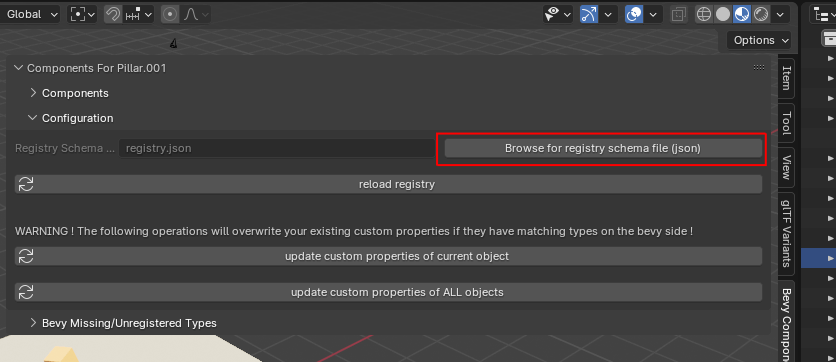 Global
Options
Components For Pillar.001
Components
Configuration
Registry Schema ... registry.json Browse for registry schema file (json)
reload registry
WARNING ! The following operations will overwrite your existing custom properties if they have matching types on the bevy side !
update custom properties of current object
update custom properties of ALL objects
Bevy Missing/Unregistered Types
Item
Tool
View
glTF Variants
Bevy Compon